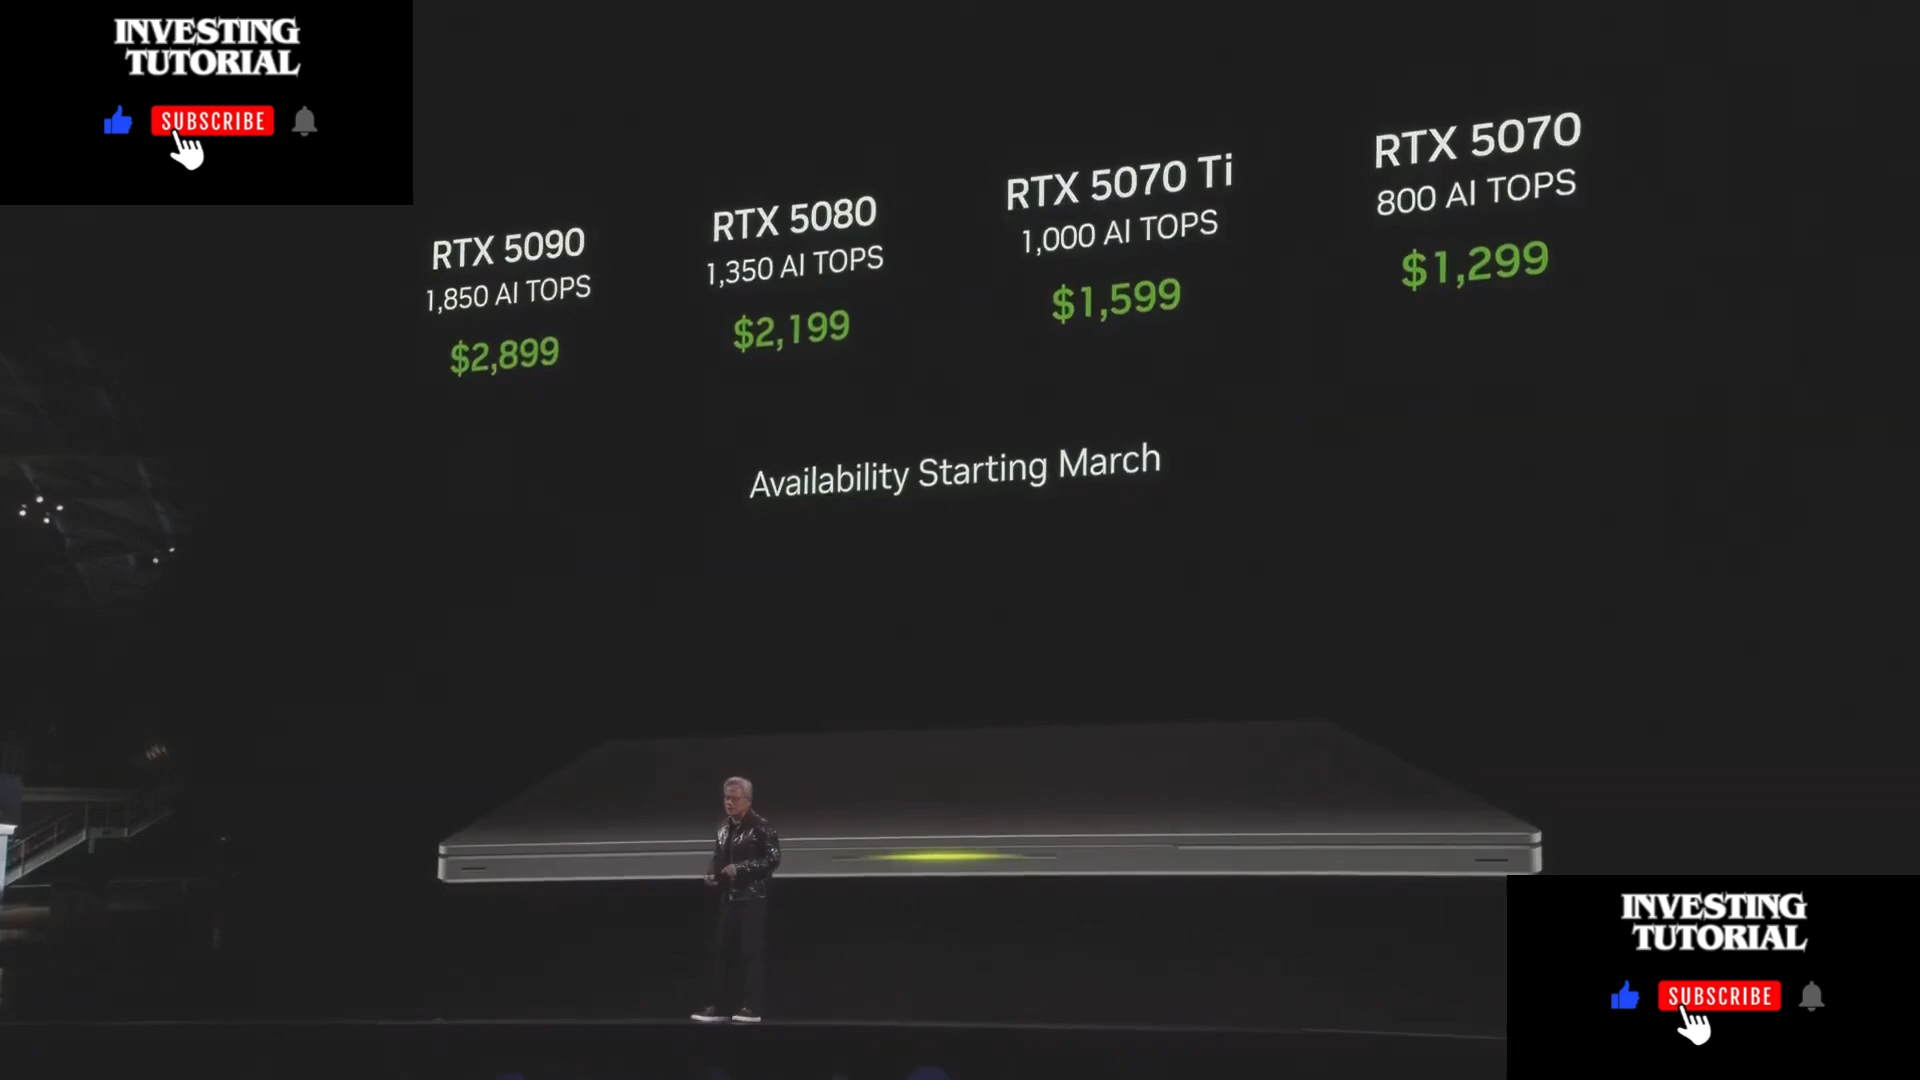 INVESTING
TUTORIAL
SUBSCRIBE
RTX 5090
1,850 AI TOPS
$2,899
RTX 5080
1,350 AI TOPS
$2,199
RTX 5070 Ti
1,000 AI TOPS
$1,599
RTX 5070
800 AI TOPS
$1,299
Availability Starting March
INVESTING
TUTORIAL
SUBSCRIBE